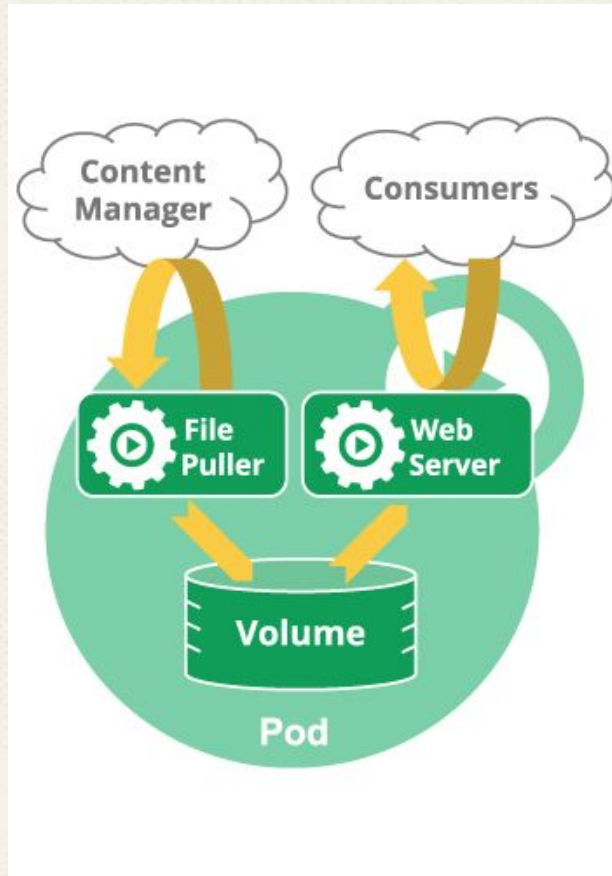 Content
Manager
Consumers
File
Puller
Web
Server
Volume
Pod